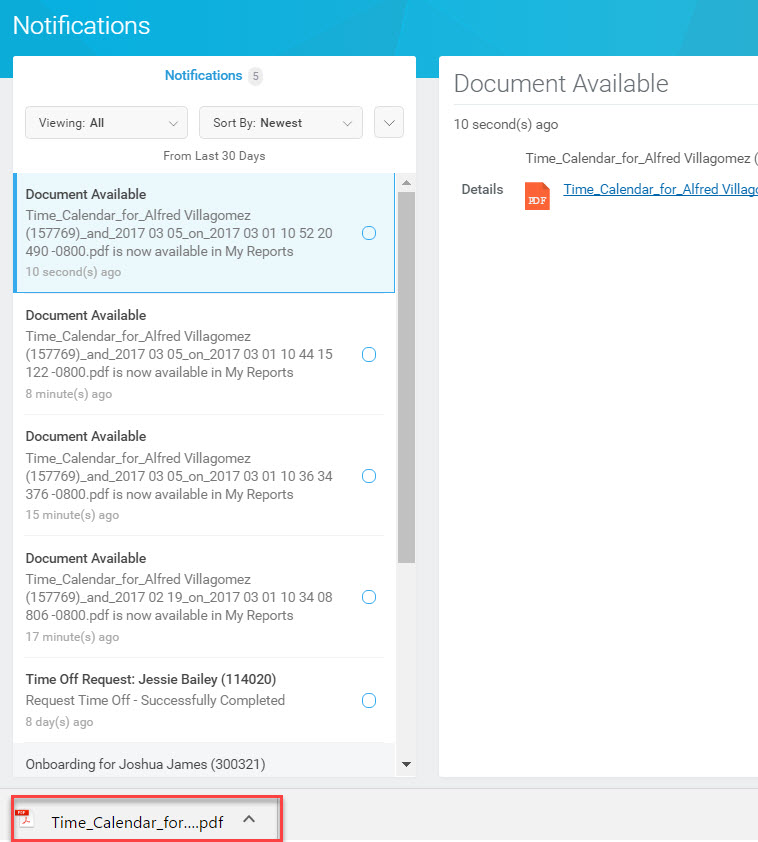 Notifications
Notifications 5
Viewing: All
Sort By: Newest
From Last 30 Days
Document Available
Time_Calendar_for_Alfred Villagomez
(157769)_and_2017 03 05_on_2017 03 01 10 52 20
490 -0800.pdf is now available in My Reports
10 second(s) ago
Document Available
Time_Calendar_for_Alfred Villagomez
(157769)_and_2017 03 05_on_2017 03 01 10 44 15
122 -0800.pdf is now available in My Reports
8 minute(s) ago
Document Available
Time_Calendar_for_Alfred Villagomez
(157769)_and_2017 03 05_on_2017 03 01 10 36 34
376 -0800.pdf is now available in My Reports
15 minute(s) ago
Document Available
Time_Calendar_for_Alfred Villagomez
(157769)_and_2017 02 19_on_2017 03 01 10 34 08
806 -0800.pdf is now available in My Reports
17 minute(s) ago
Time Off Request: Jessie Bailey (114020)
Request Time Off - Successfully Completed
8 day(s) ago
Onboarding for Joshua James (300321)
Document Available
10 second(s) ago
Time_Calendar_for_Alfred Villagomez (
Details
PDF
Time_Calendar_for_Alfred Villago
PDF
Time_Calendar_for....pdf